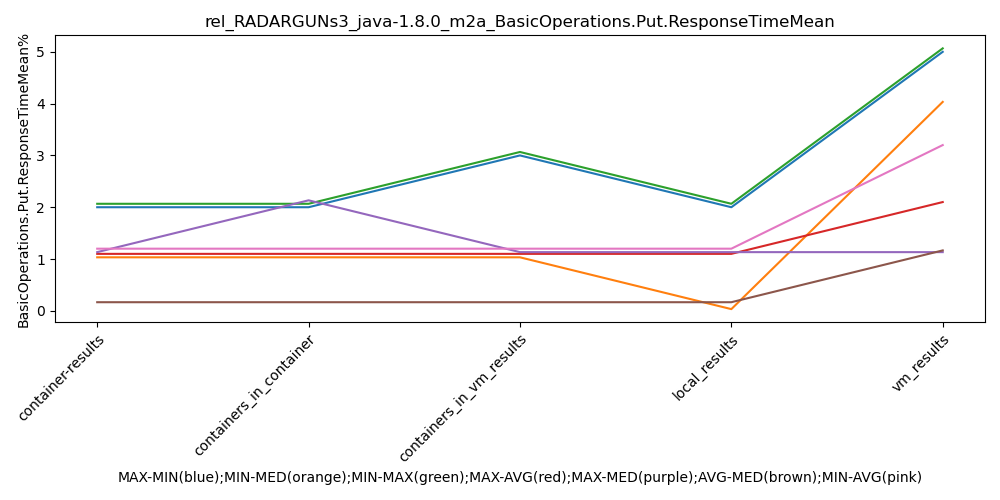 rel_RADARGUNs3_java-1.8.0_m2a_BasicOperations.Put.ResponseTimeMean
BasicOperations.Put.ResponseTimeMean%
5
4
3
2
1
0
container-results
containers_in_container
containers_in_vm_results
local_results
vm_results
MAX-MIN(blue);MIN-MED(orange);MIN-MAX(green);MAX-AVG(red);MAX-MED(purple);AVG-MED(brown);MIN-AVG(pink)